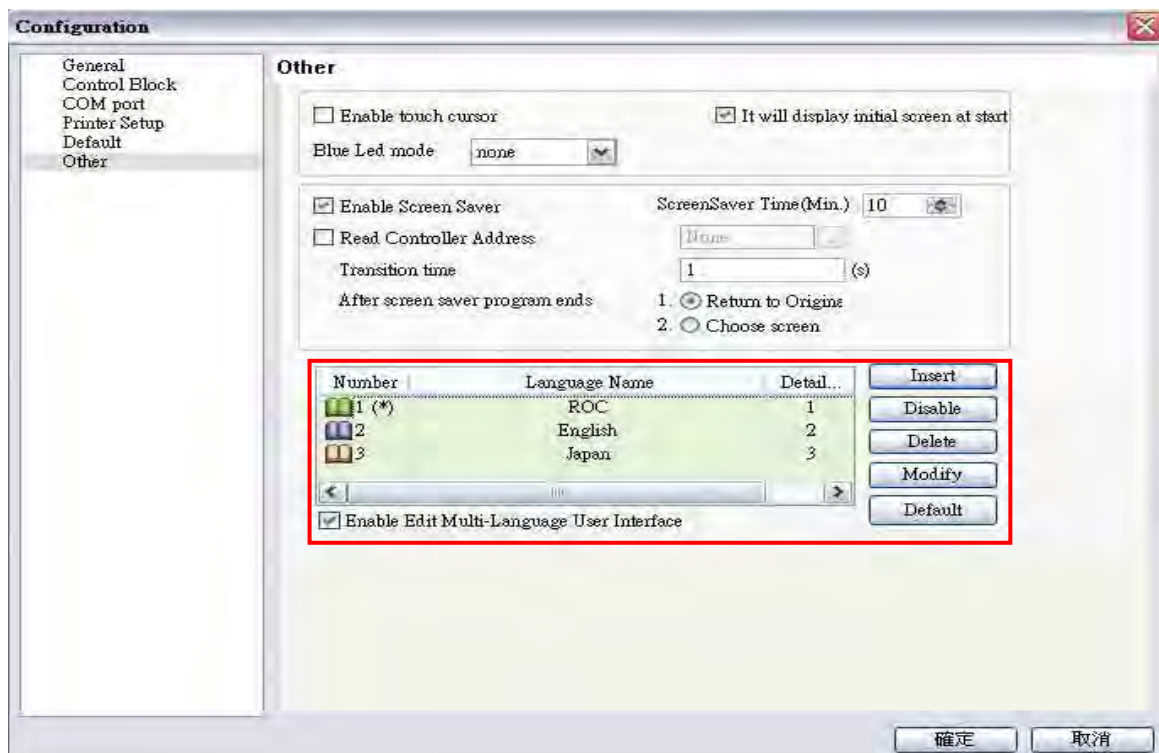 Configuration
General
Control Block
COM port
Printer Setup
Default
Other
Other
Enable touch cursor It will display initial screen at start
Blue Led mode none
Enable Screen Saver ScreenSaver Time(Min.) 10
Read Controller Address None ...
Transition time 1 (s)
After screen saver program ends 1. Return to Origina
2. Choose screen
Number Language Name Detail... Insert
1 (*) ROC 1 Disable
2 English 2 Delete
3 Japan 3 Modify
Default
Enable Edit Multi-Language User Interface
確定 取消